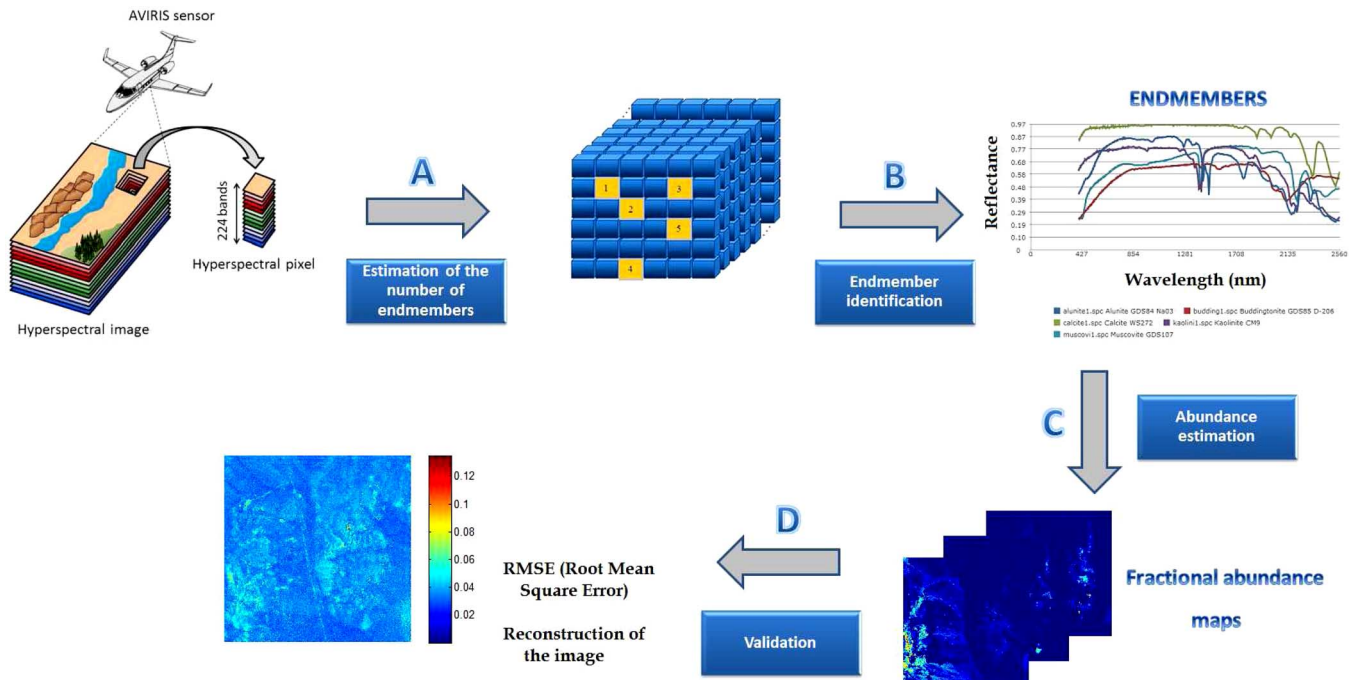 AVIRIS sensor
224 bands
Hyperspectral pixel
Hyperspectral image
A
Estimation of the
number of
endmembers
1
3
2
5
4
B
Endmember
identification
ENDMEMBERS
Reflectance
0.97
0.87
0.77
0.68
0.58
0.48
0.39
0.29
0.19
0.10
0
0
427
854
1281
1708
2135
2560
Wavelength (nm)
alunite1.spc Alunite GDS84 Na03
budding1.spc Buddingtonite GDS85 D-206
calcite1.spc Calcite WS272
kaolini1.spc Kaolinite CM9
muscovi1.spc Muscovite GDS107
C
Abundance
estimation
Fractional abundance
maps
D
Validation
RMSE (Root Mean
Square Error)
Reconstruction of
the image
0.12
0.1
0.08
0.06
0.04
0.02